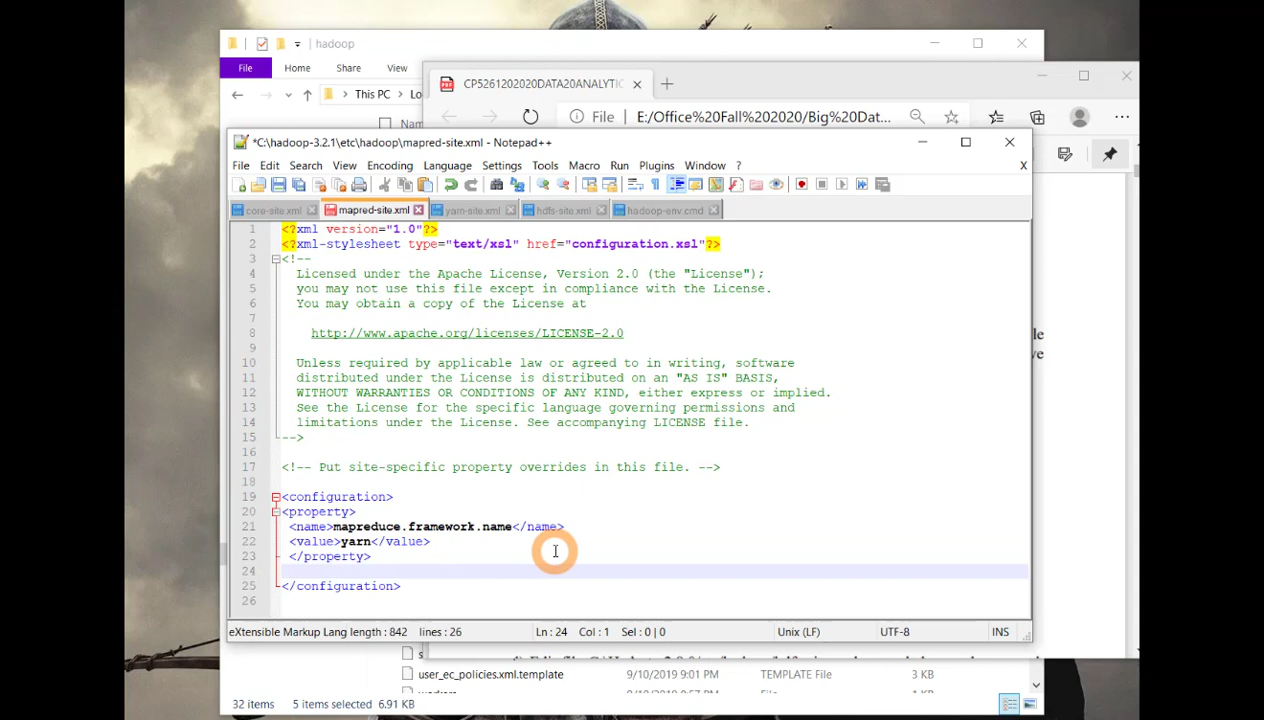 hadoop
File Home Share View
This PC Lo
Nam
CP5261202020DATA20ANALYTIC
File E:/Office%20Fall%202020/Big%20Dat...
*C:\hadoop-3.2.1\etc\hadoop\mapred-site.xml - Notepad++
File Edit Search View Encoding Language Settings Tools Macro Run Plugins Window ? X
core-site.xml mapred-site.xml yarn-site.xml hdfs-site.xml hadoop-env.cmd
1 <?xml version="1.0"?>
2 <?xml-stylesheet type="text/xsl" href="configuration.xsl"?>
3 <!--
4 Licensed under the Apache License, Version 2.0 (the "License");
5 you may not use this file except in compliance with the License.
6 You may obtain a copy of the License at
7
8 http://www.apache.org/licenses/LICENSE-2.0
9
10 Unless required by applicable law or agreed to in writing, software
11 distributed under the License is distributed on an "AS IS" BASIS,
12 WITHOUT WARRANTIES OR CONDITIONS OF ANY KIND, either express or implied.
13 See the License for the specific language governing permissions and
14 limitations under the License. See accompanying LICENSE file.
15 -->
16
17 <!-- Put site-specific property overrides in this file. -->
18
19 <configuration>
20 <property>
21 <name>mapreduce.framework.name</name>
22 <value>yarn</value>
23 </property>
24
25 </configuration>
26
le
ve
eXtensible Markup Lang length : 842 lines : 26 Ln : 24 Col : 1 Sel : 0 | 0 Unix (LF) UTF-8 INS
user_ec_policies.xml.template 9/10/2019 9:01 PM TEMPLATE File 3 KB
32 items 5 items selected 6.91 KB